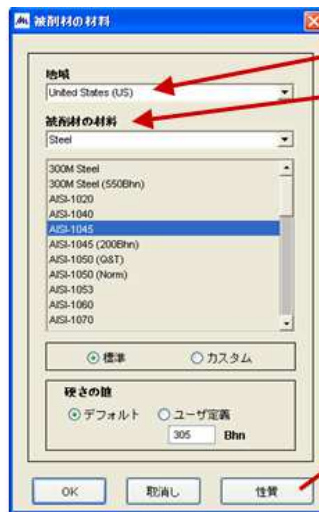 被削材の材料
地域
United States (US)
被削材の材料
Steel
300M Steel
300M Steel (550Bhn)
AISI-1020
AISI-1040
AISI-1045
AISI-1045 (200Bhn)
AISI-1050 (Q&T)
AISI-1050 (Norm)
AISI-1053
AISI-1060
AISI-1070
標準 カスタム
硬さの値
デフォルト ユーザ定義
305 Bhn
OK 取消し 性質